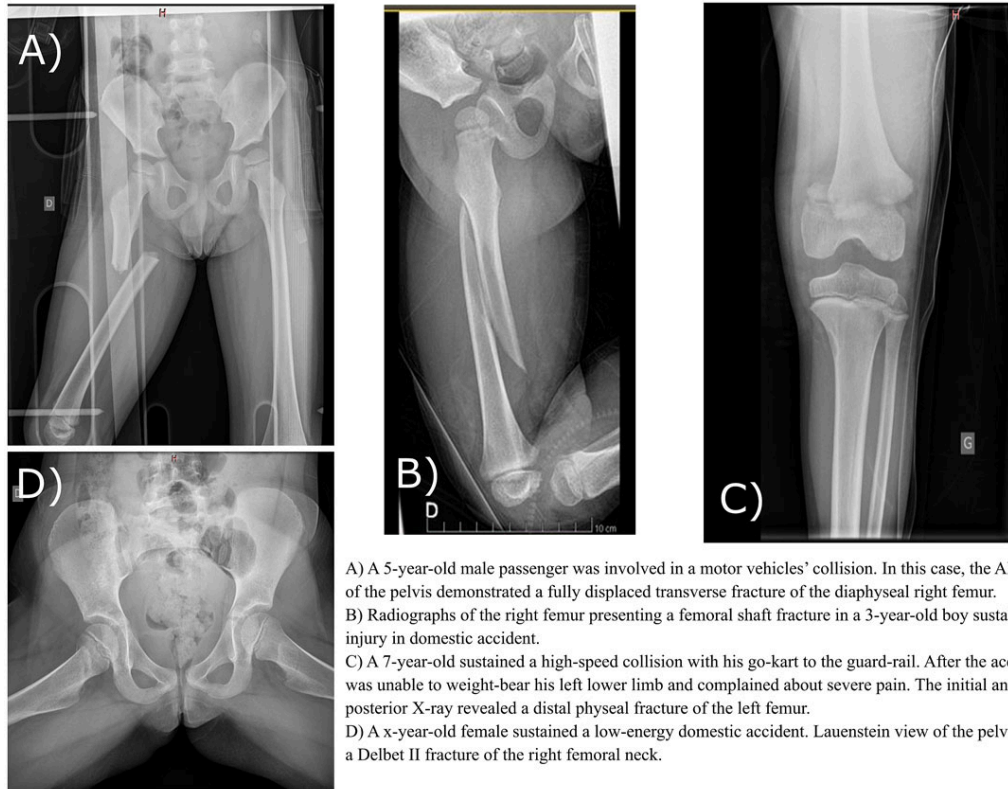 A)
H
D
B)
D
10 cm
H
C)
G
D)
H
A) A 5-year-old male passenger was involved in a motor vehicles’ collision. In this case, the A
of the pelvis demonstrated a fully displaced transverse fracture of the diaphyseal right femur.
B) Radiographs of the right femur presenting a femoral shaft fracture in a 3-year-old boy susta
injury in domestic accident.
C) A 7-year-old sustained a high-speed collision with his go-kart to the guard-rail. After the acc
was unable to weight-bear his left lower limb and complained about severe pain. The initial an
posterior X-ray revealed a distal physeal fracture of the left femur.
D) A x-year-old female sustained a low-energy domestic accident. Lauenstein view of the pelv
a Delbet II fracture of the right femoral neck.